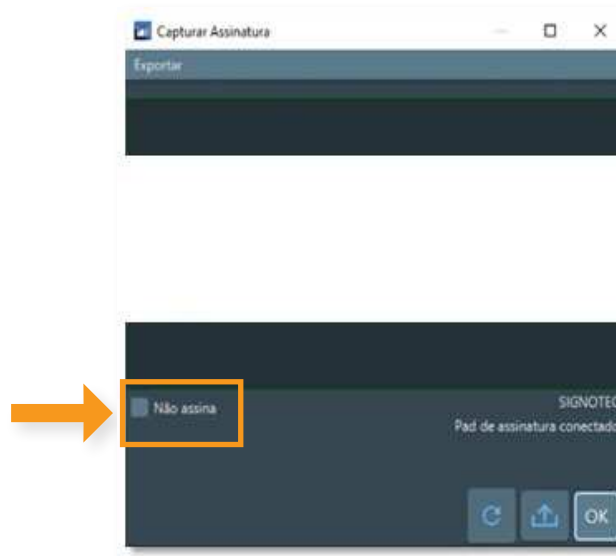 Capturar Assinatura
Exportar
Não assina
SIGNOTEC
Pad de assinatura conectado
OK